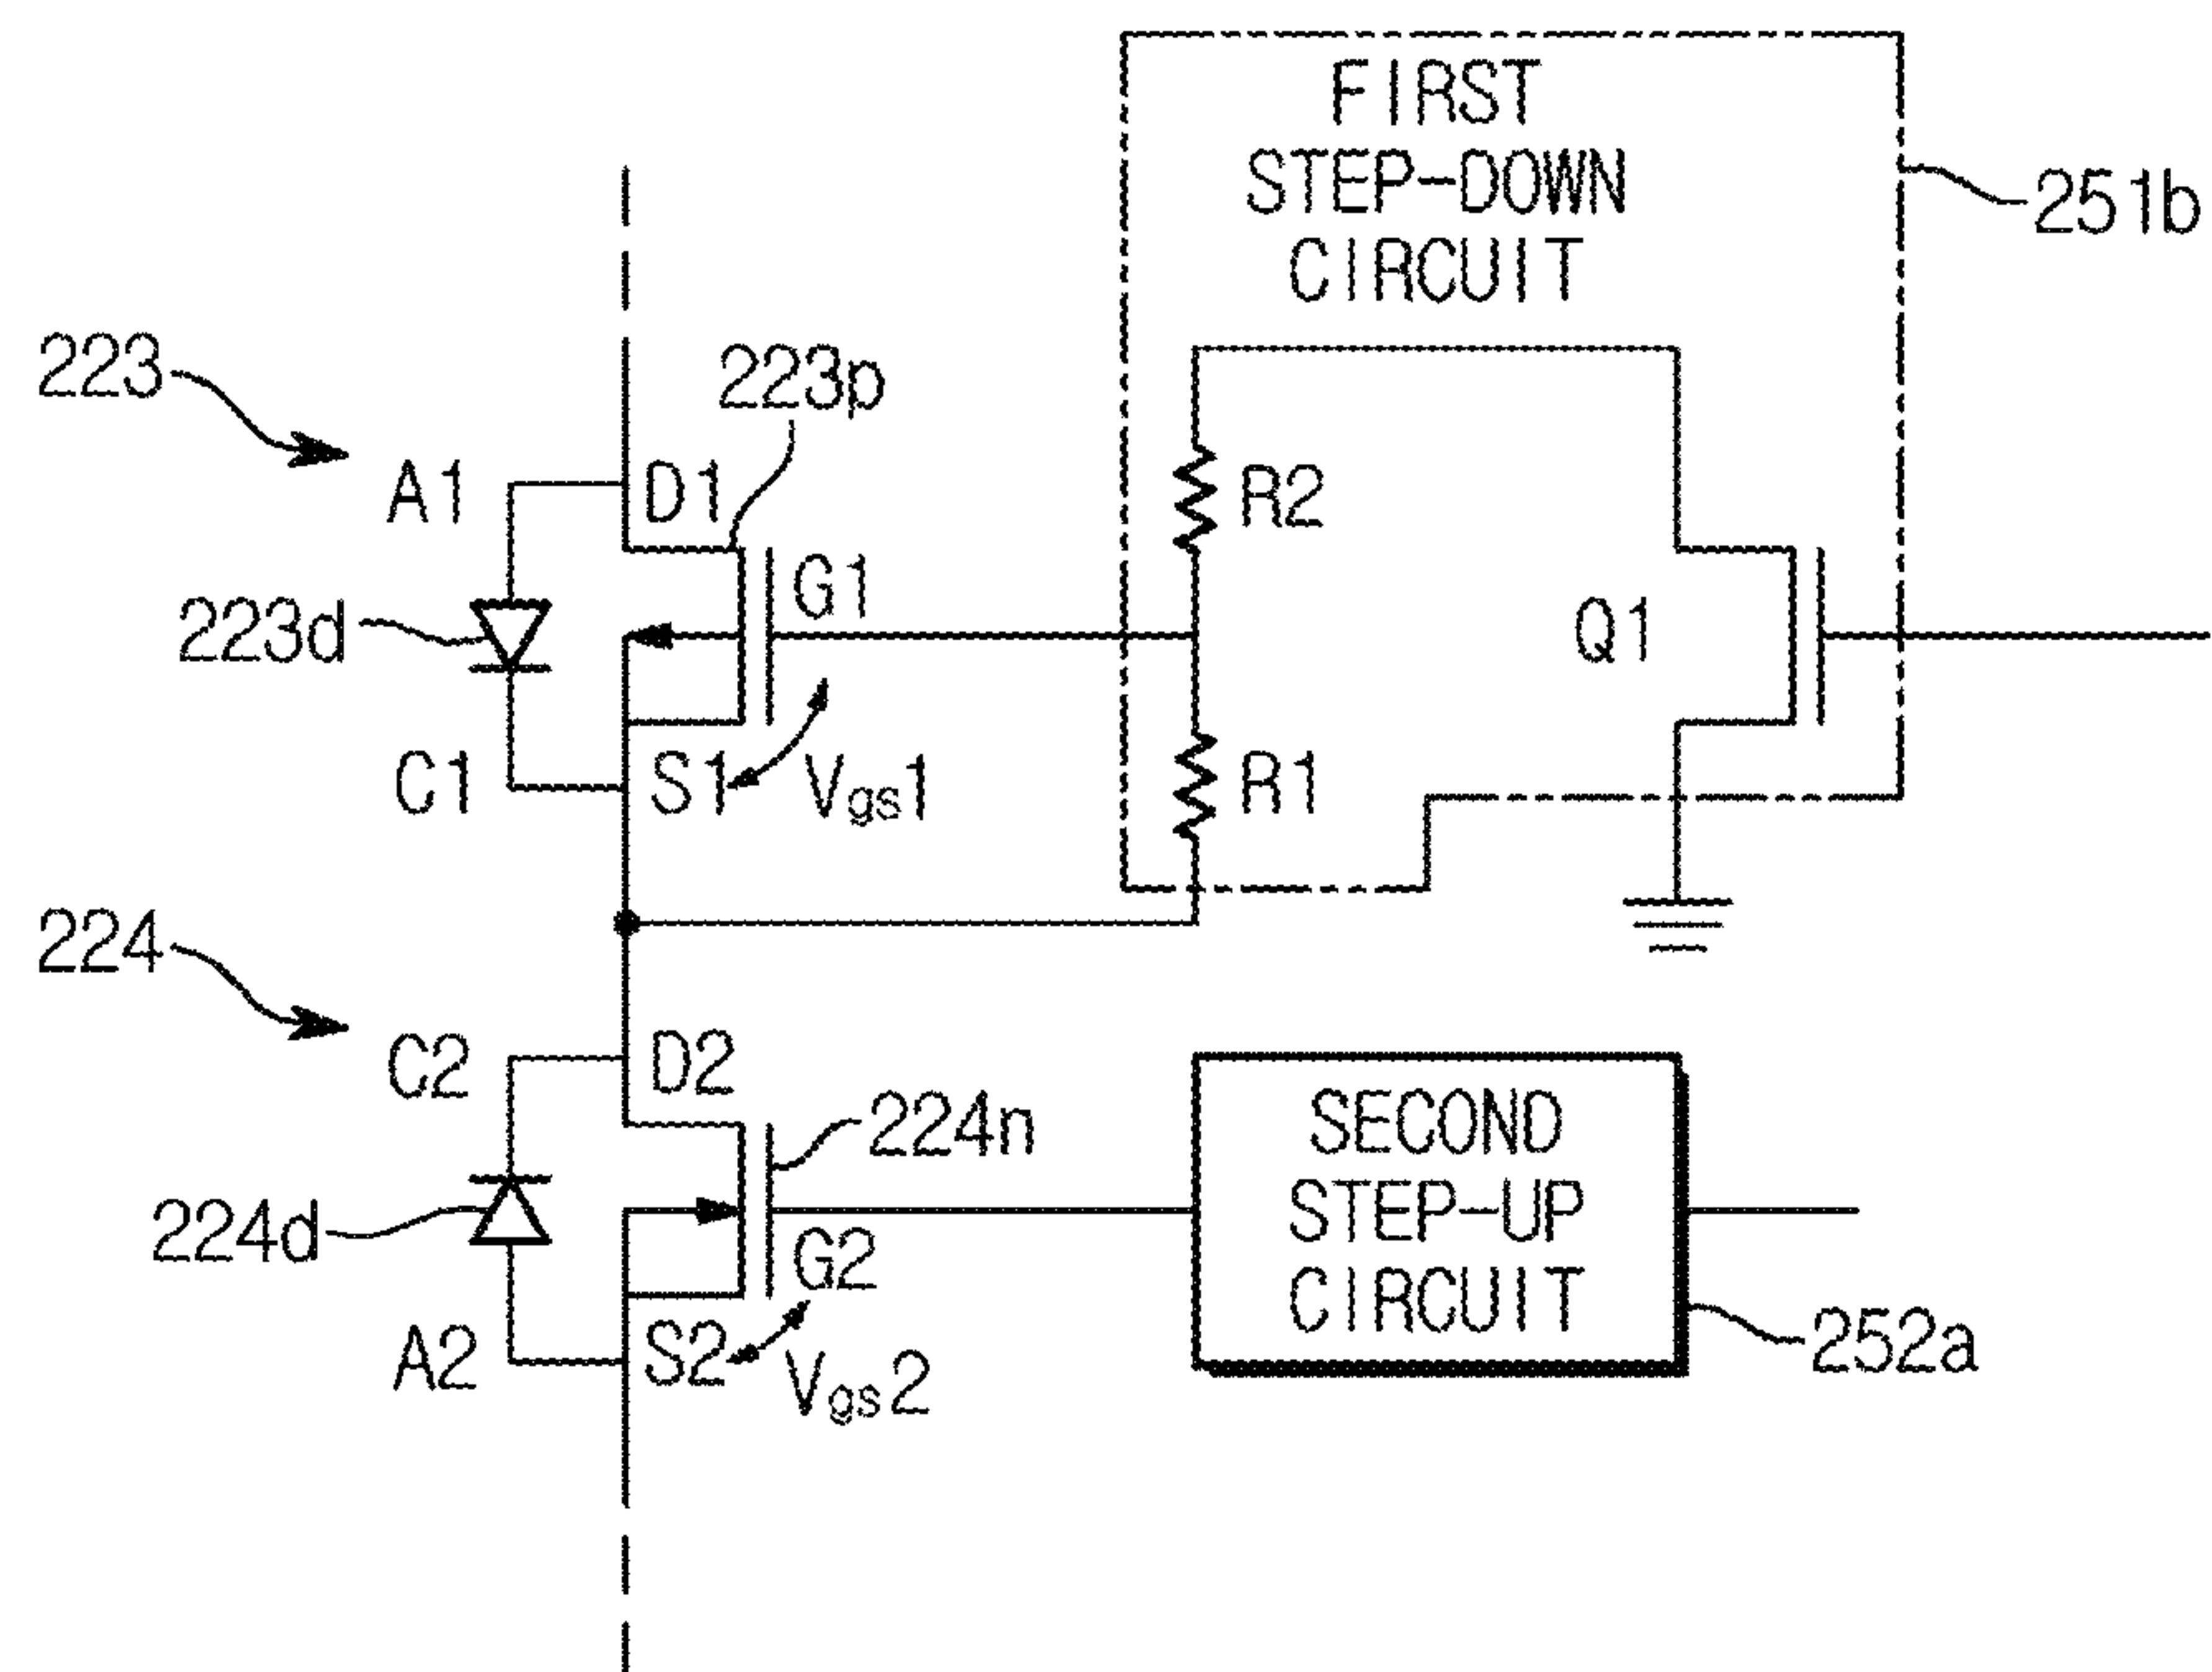 FIRST
STEP-DOWN
CIRCUIT
251b
223
223p
A1
D1
R2
G1
223d
Q1
C1
S1
Vgs1
R1
224
C2
D2
224n
SECOND
STEP-UP
CIRCUIT
224d
G2
A2
S2
Vgs2
252a